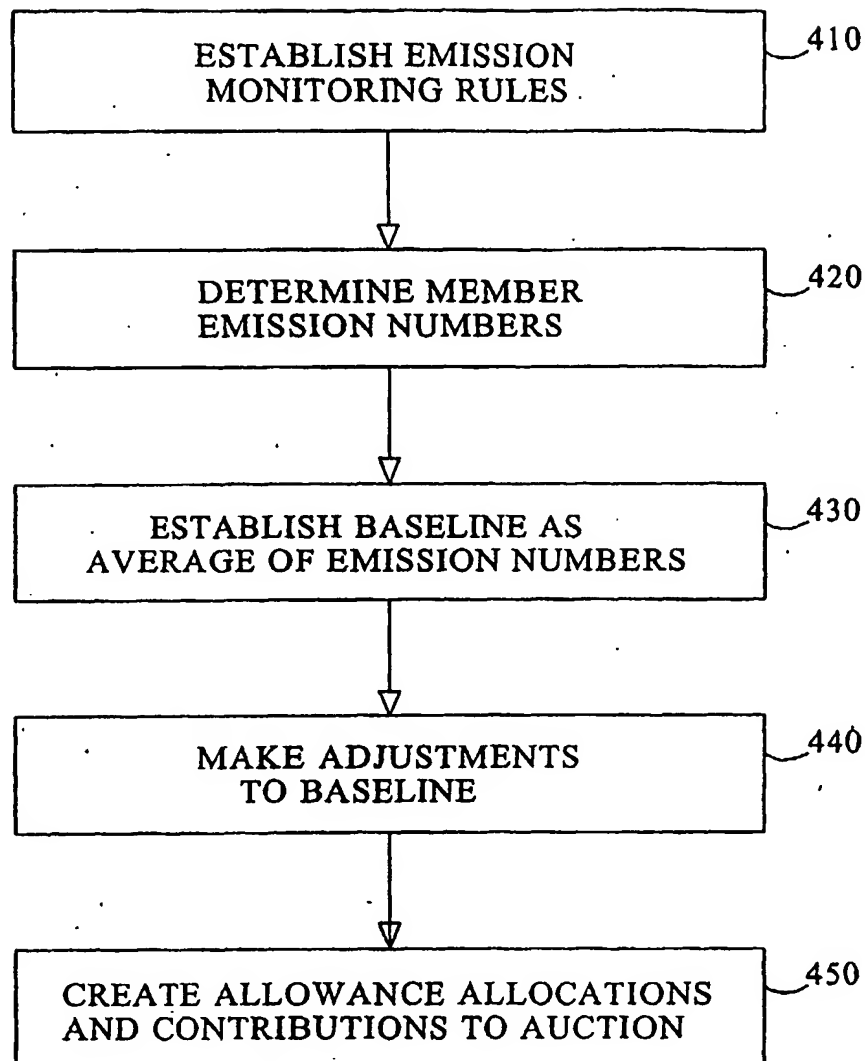 ESTABLISH EMISSION
MONITORING RULES
410
DETERMINE MEMBER
EMISSION NUMBERS
420
ESTABLISH BASELINE AS
AVERAGE OF EMISSION NUMBERS
430
MAKE ADJUSTMENTS
TO BASELINE
440
CREATE ALLOWANCE ALLOCATIONS
AND CONTRIBUTIONS TO AUCTION
450